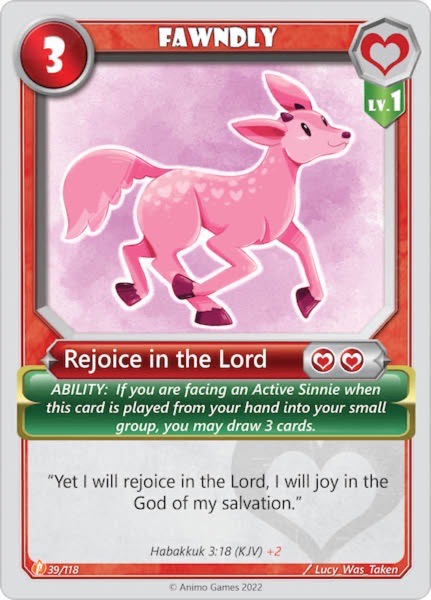 3
FAWNDLY
LV.1
Rejoice in the Lord
ABILITY: If you are facing an Active Sinnie when
this card is played from your hand into your small
group, you may draw 3 cards.
“Yet I will rejoice in the Lord, I will joy in the
God of my salvation.”
Habakkuk 3:18 (KJV) +2
39/118
Lucy_Was_Taken
© Animo Games 2022